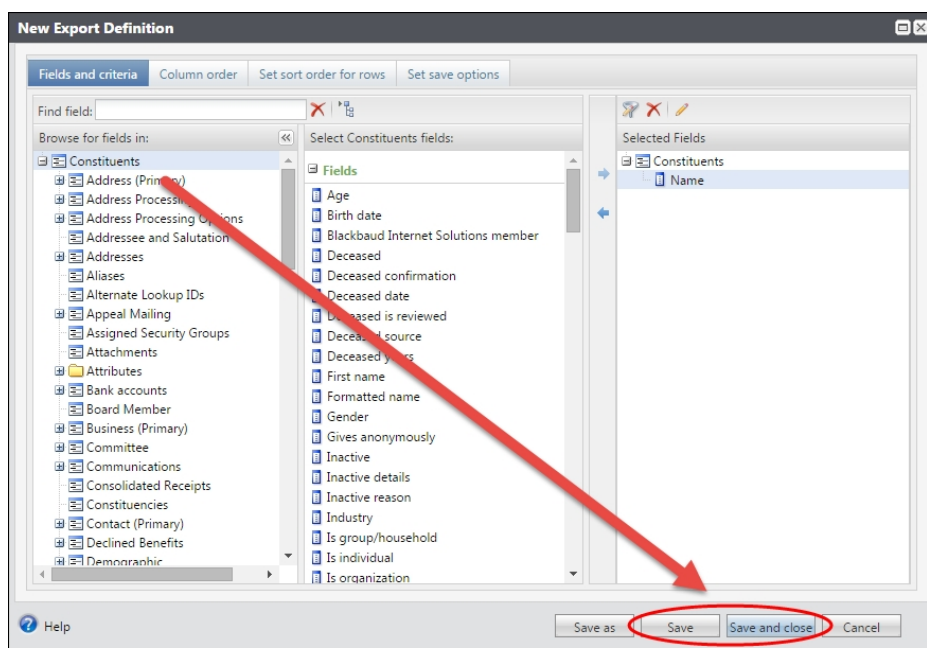 New Export Definition
Fields and criteria
Column order
Set sort order for rows
Set save options
Find field:
Browse for fields in:
Constituents
Address (Primary)
Address Processing
Address Processing Options
Addressee and Salutation
Addresses
Aliases
Alternate Lookup IDs
Appeal Mailing
Assigned Security Groups
Attachments
Attributes
Bank accounts
Board Member
Business (Primary)
Committee
Communications
Consolidated Receipts
Constituencies
Contact (Primary)
Declined Benefits
Demographic
Select Constituents fields:
Fields
Age
Birth date
Blackbaud Internet Solutions member
Deceased
Deceased confirmation
Deceased date
Deceased is reviewed
Deceased source
Deceased years
First name
Formatted name
Gender
Gives anonymously
Inactive
Inactive details
Inactive reason
Industry
Is group/household
Is individual
Is organization
Selected Fields
Constituents
Name
Help
Save as
Save
Save and close
Cancel